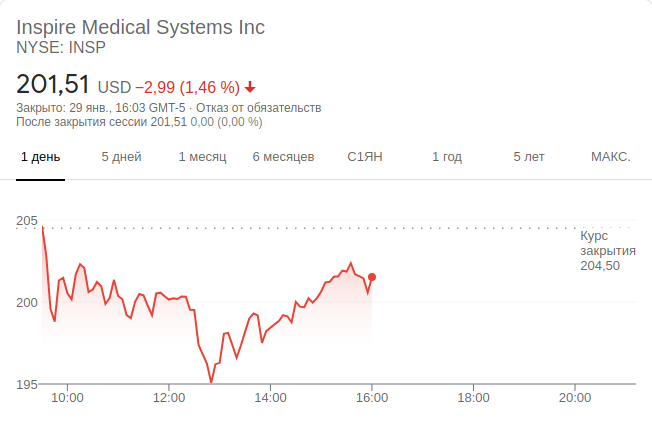 Inspire Medical Systems Inc
NYSE: INSP
201,51 USD −2,99 (1,46 %)
Закрыто: 29 янв., 16:03 GMT-5 · Отказ от обязательств
После закрытия сессии 201,51 0,00 (0,00 %)
1 день 5 дней 1 месяц 6 месяцев С1ЯН 1 год 5 лет МАКС.
205
Курс
закрытия
204,50
200
195
10:00 12:00 14:00 16:00 18:00 20:00